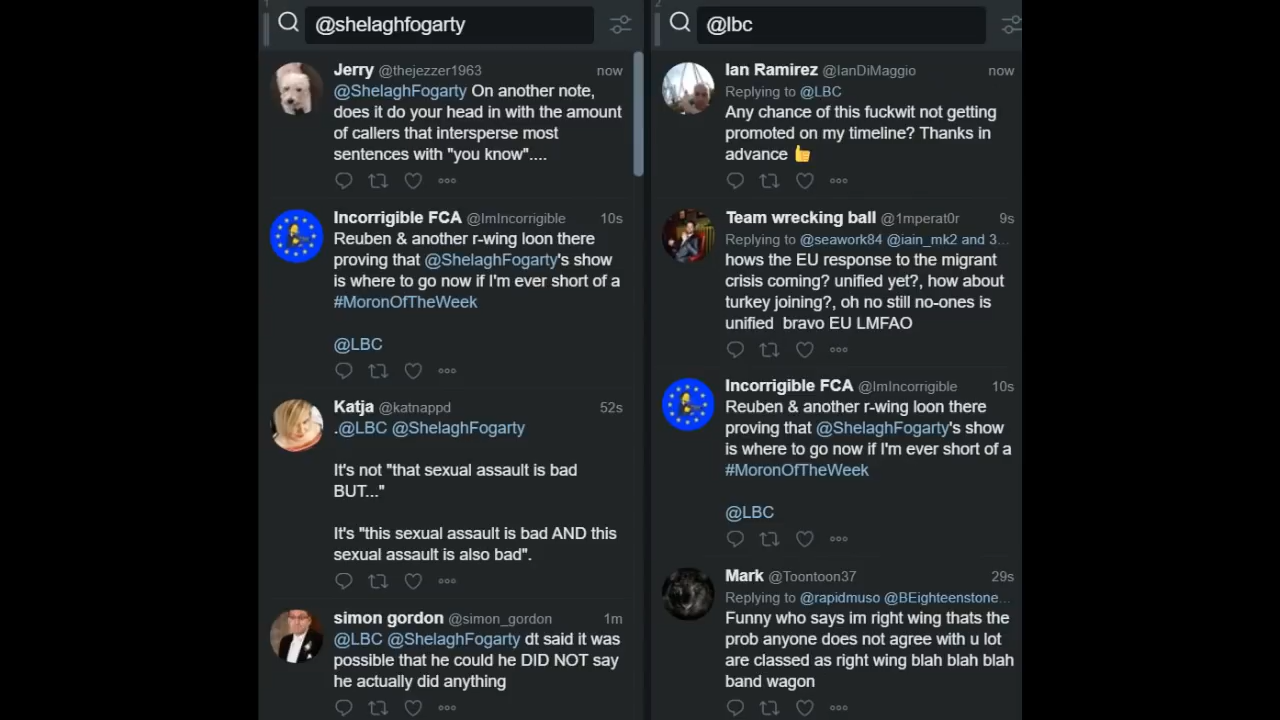 1
@shelaghfogarty
Jerry @thejezzer1963 now
@ShelaghFogarty On another note,
does it do your head in with the amount
of callers that intersperse most
sentences with "you know"....
Incorrigible FCA @ImIncorrigible 10s
Reuben & another r-wing loon there
proving that @ShelaghFogarty's show
is where to go now if I'm ever short of a
#MoronOfTheWeek
@LBC
Katja @katnappd 52s
.@LBC @ShelaghFogarty
It's not "that sexual assault is bad
BUT..."
It's "this sexual assault is bad AND this
sexual assault is also bad".
simon gordon @simon_gordon 1m
@LBC @ShelaghFogarty dt said it was
possible that he could he DID NOT say
he actually did anything
2
@lbc
Ian Ramirez @IanDiMaggio now
Replying to @LBC
Any chance of this fuckwit not getting
promoted on my timeline? Thanks in
advance 👍
Team wrecking ball @1mperat0r 9s
Replying to @seawork84 @iain_mk2 and 3...
hows the EU response to the migrant
crisis coming? unified yet?, how about
turkey joining?, oh no still no-ones is
unified bravo EU LMFAO
Incorrigible FCA @ImIncorrigible 10s
Reuben & another r-wing loon there
proving that @ShelaghFogarty's show
is where to go now if I'm ever short of a
#MoronOfTheWeek
@LBC
Mark @Toontoon37 29s
Replying to @rapidmuso @BEighteenstone...
Funny who says im right wing thats the
prob anyone does not agree with u lot
are classed as right wing blah blah blah
band wagon